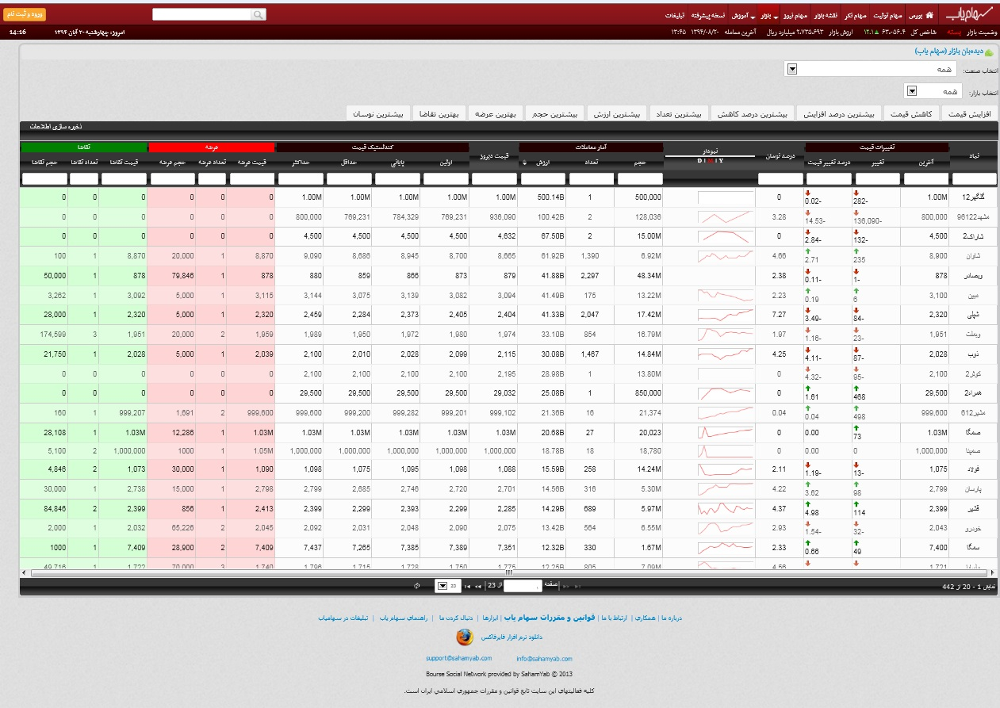 سهام‌یاب بورس سهام توئیت سهام فکر نقشه بازار سهام نیوز بازار آموزش نسخه پیشرفته تبلیغات ورود و ثبت نام
وضعیت بازار بسته شاخص کل ۶۳،۰۵۶.۴ ۱۲.۱ ارزش بازار ۲،۷۳۵،۶۹۳ میلیارد ریال آخرین معامله ۱۳۹۴/۰۸/۲۰ ۱۳:۴۵ امروز: چهارشنبه ۲۰ آبان ۱۳۹۴ 14:16
دیده‌بان بازار (سهام یاب)
انتخاب صنعت: همه
انتخاب بازار: همه
افزایش قیمت کاهش قیمت بیشترین درصد افزایش بیشترین درصد کاهش بیشترین تعداد بیشترین ارزش بیشترین حجم بهترین عرضه بهترین تقاضا بیشترین نوسان
ذخیره سازی اطلاعات
نماد تغییرات قیمت درصد نوسان نمودار آمار معاملات قیمت دیروز کندلستیک قیمت عرضه تقاضا
آخرین تغییر درصد تغییر قیمت D | M | Y حجم تعداد ارزش اولین پایانی حداقل حداکثر قیمت عرضه تعداد عرضه حجم عرضه قیمت تقاضا تعداد تقاضا حجم تقاضا
گلگهر12 1.00M 282- 0.02- 0 500,000 1 500.14B 1.00M 1.00M 1.00M 1.00M 1.00M 0 0 0 0 0 0
مشهد96122 800,000 136,090- 14.53- 3.28 128,036 2 100.42B 936,090 769,231 784,329 769,231 800,000 0 0 0 0 0 0
شاراک2 4,500 132- 2.84- 0 15.00M 2 67.50B 4,632 4,500 4,500 4,500 4,500 0 0 0 0 0 0
شاوان 8,900 235 2.71 4.66 6.92M 1,390 61.92B 8,665 8,700 8,945 8,686 9,090 8,870 1 20,000 8,870 1 100
وبصادر 878 1- 0.11- 2.38 48.34M 2,297 41.88B 879 873 866 859 880 878 1 79,846 878 1 50,000
مبین 3,100 6 0.19 2.23 13.22M 175 41.49B 3,094 3,082 3,139 3,075 3,144 3,115 1 5,000 3,092 1 3,262
شپلی 2,320 84- 3.49- 7.27 17.42M 2,047 41.33B 2,404 2,405 2,373 2,284 2,459 2,320 1 5,000 2,320 1 28,000
وبملت 1,951 23- 1.16- 1.97 16.79M 854 33.10B 1,974 1,980 1,972 1,950 1,989 1,959 2 20,000 1,951 3 174,599
ذوب 2,028 87- 4.11- 4.25 14.84M 1,467 30.08B 2,115 2,099 2,028 2,010 2,100 2,039 1 5,000 2,028 1 21,750
کوثر2 2,100 95- 4.32- 0 13.80M 1 28.98B 2,195 2,100 2,100 2,100 2,100 0 0 0 0 0 0
همراه2 29,500 468 1.61 0 850,000 1 25.08B 29,032 29,500 29,500 29,500 29,500 0 0 0 0 0 0
مشیر612 999,600 498 0.04 0.04 21,374 16 21.36B 999,102 999,201 999,282 999,200 999,600 999,600 2 1,691 999,207 1 160
صمگا 1.03M 73 0.00 0 20,023 27 20.68B 1.03M 1.03M 1.03M 1.03M 1.03M 1.03M 1 12,286 1.03M 1 28,108
صمپنا 1,000,000 0 0.00 0 18,780 18 18.78B 1,000,000 1,000,000 1,000,000 1,000,000 1,000,000 1.05M 1 1000 1,000,000 2 5,100
فولاد 1,075 13- 1.19- 2.11 14.24M 258 15.59B 1,088 1,098 1,095 1,075 1,098 1,090 1 30,000 1,073 2 4,846
پارسان 2,799 98 3.62 4.22 5.30M 316 14.56B 2,701 2,720 2,746 2,685 2,799 2,798 1 15,000 2,738 1 30,000
قشیر 2,399 114 4.98 4.37 5.97M 689 14.29B 2,285 2,299 2,393 2,299 2,399 2,413 1 856 2,399 2 84,846
خودرو 2,043 32- 1.54- 2.93 6.55M 564 13.42B 2,075 2,090 2,048 2,031 2,092 2,045 2 65,226 2,032 1 2,000
سمگا 7,400 49 0.66 2.33 1.67M 330 12.32B 7,351 7,389 7,385 7,265 7,437 7,409 2 28,900 7,409 1 1000
1,721 4.56 7.09M 805 12.25B 1,775 1,750 1,728 1,715 1,796 1,740 3 70,000 1,722 1 49,716
نمایش 1 - 20 از 442 صفحه از 23 20
درباره ما | همکاری | ارتباط با ما | قوانین و مقررات سهام یاب | ابزارها | دنبال کردن ما | راهنمای سهام یاب | تبلیغات در سهامیاب
دانلود نرم افزار فایرفاکس
support@sahamyab.com info@sahamyab.com
Bourse Social Network provided by SahamYab © 2013
کلیه فعالیتهای این سایت تابع قوانین و مقررات جمهوری اسلامی ایران است.